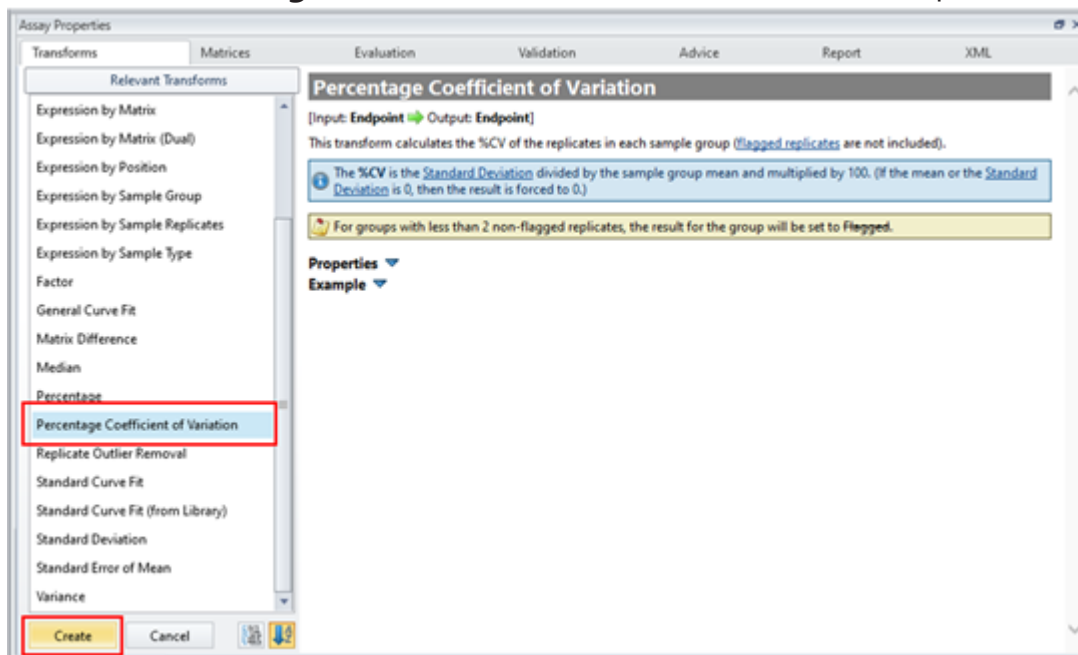 Assay Properties
Transforms Matrices Evaluation Validation Advice Report XML
Relevant Transforms
Expression by Matrix
Expression by Matrix (Dual)
Expression by Position
Expression by Sample Group
Expression by Sample Replicates
Expression by Sample Type
Factor
General Curve Fit
Matrix Difference
Median
Percentage
Percentage Coefficient of Variation
Replicate Outlier Removal
Standard Curve Fit
Standard Curve Fit (from Library)
Standard Deviation
Standard Error of Mean
Variance
Create Cancel
Percentage Coefficient of Variation
[Input: Endpoint Output: Endpoint]
This transform calculates the %CV of the replicates in each sample group (flagged replicates are not included).
The %CV is the Standard Deviation divided by the sample group mean and multiplied by 100. (If the mean or the Standard
Deviation is 0, then the result is forced to 0.)
For groups with less than 2 non-flagged replicates, the result for the group will be set to Flagged.
Properties
Example